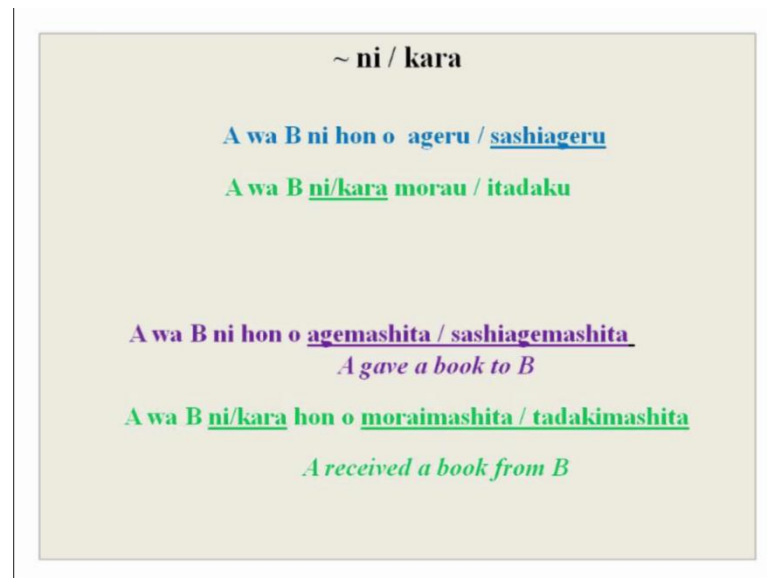 ~ ni / kara
A wa B ni hon o ageru / sashiageru
A wa B ni/kara morau / itadaku
A wa B ni hon o agemashita / sashiagemashita
A gave a book to B
A wa B ni/kara hon o moraimashita / tadakimashita
A received a book from B